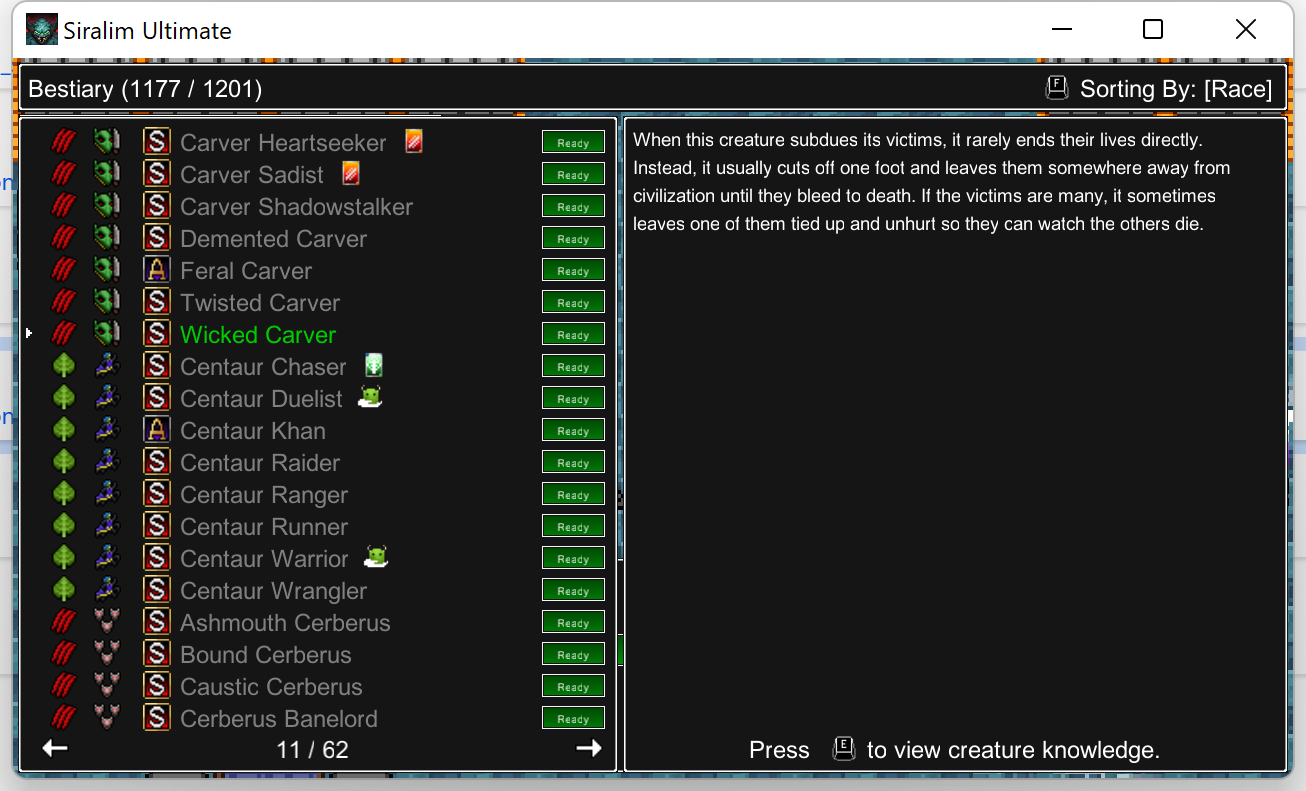 Siralim Ultimate
Bestiary (1177 / 1201)
F Sorting By: [Race]
S Carver Heartseeker Ready
S Carver Sadist Ready
S Carver Shadowstalker Ready
S Demented Carver Ready
A Feral Carver Ready
S Twisted Carver Ready
S Wicked Carver Ready
S Centaur Chaser Ready
S Centaur Duelist Ready
A Centaur Khan Ready
S Centaur Raider Ready
S Centaur Ranger Ready
S Centaur Runner Ready
S Centaur Warrior Ready
S Centaur Wrangler Ready
S Ashmouth Cerberus Ready
S Bound Cerberus Ready
S Caustic Cerberus Ready
S Cerberus Banelord Ready
11 / 62
When this creature subdues its victims, it rarely ends their lives directly.
Instead, it usually cuts off one foot and leaves them somewhere away from
civilization until they bleed to death. If the victims are many, it sometimes
leaves one of them tied up and unhurt so they can watch the others die.
Press E to view creature knowledge.
on
on